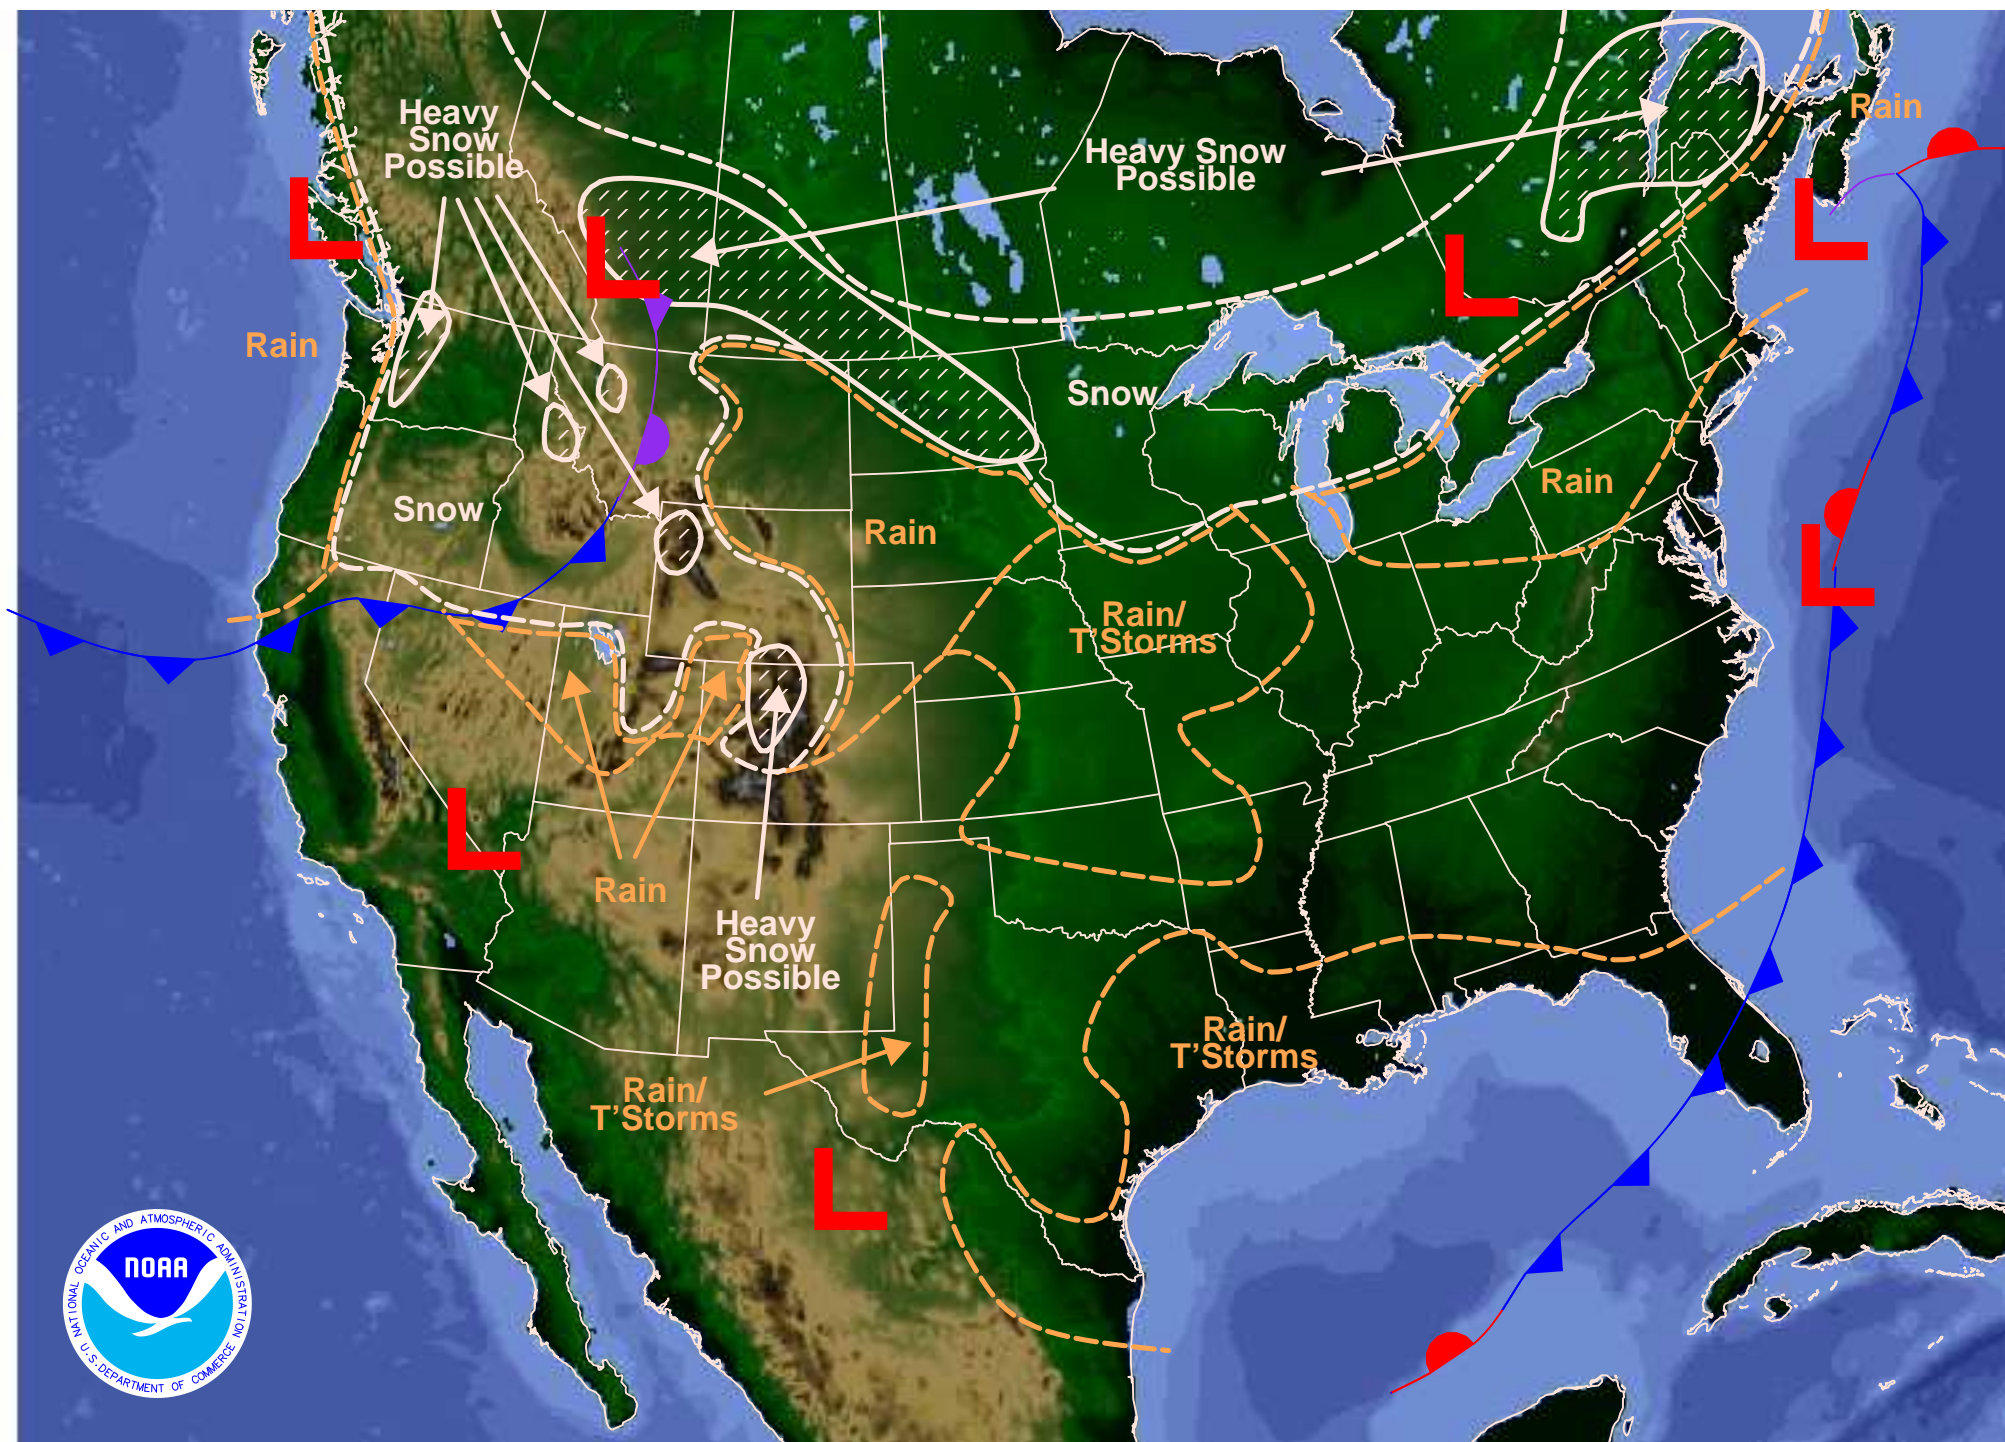 Heavy
Snow
Possible
Rain
Heavy Snow
Possible
L
L
L
L
Rain
Snow
Rain
Snow
Rain
L
Rain/
T'Storms
L
Rain
Heavy
Snow
Possible
Rain/
T'Storms
Rain/
T'Storms
L
NATIONAL OCEANIC AND ATMOSPHERIC ADMINISTRATION
NOAA
U.S. DEPARTMENT OF COMMERCE